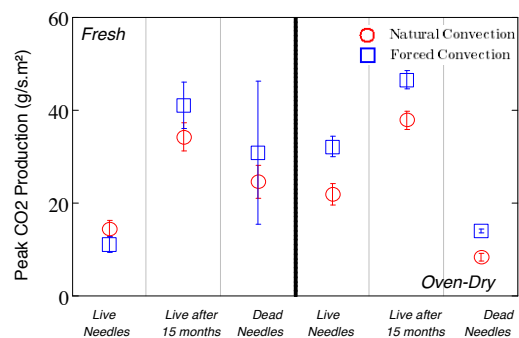 Fresh
Natural Convection
Forced Convection
Peak CO2 Production (g/s.m²)
60
40
20
0
Oven-Dry
Live Needles
Live after 15 months
Dead Needles
Live Needles
Live after 15 months
Dead Needles